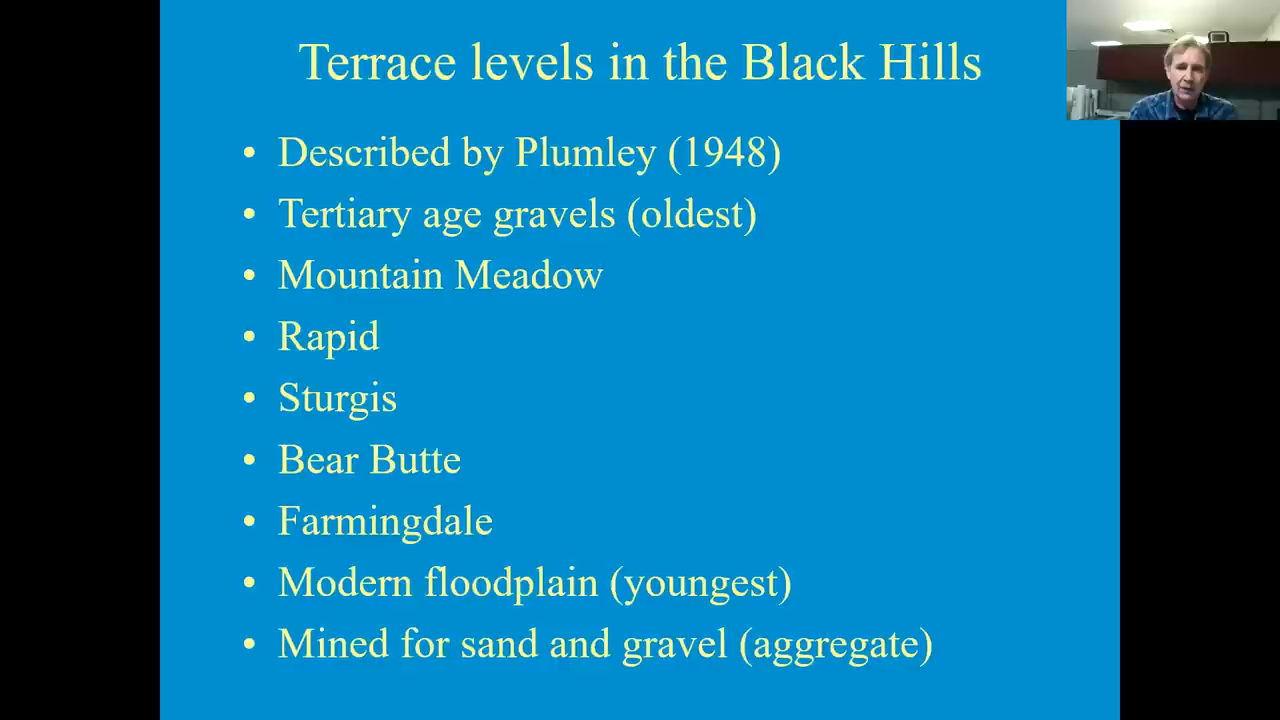 Terrace levels in the Black Hills
• Described by Plumley (1948)
• Tertiary age gravels (oldest)
• Mountain Meadow
• Rapid
• Sturgis
• Bear Butte
• Farmingdale
• Modern floodplain (youngest)
• Mined for sand and gravel (aggregate)